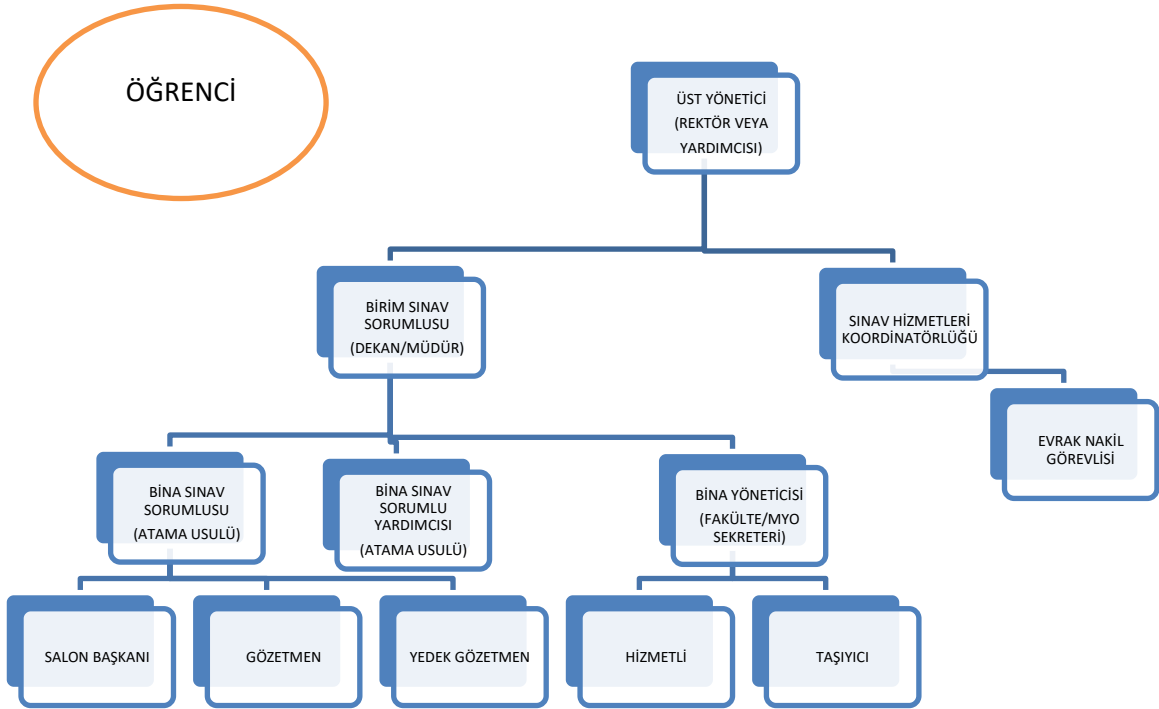 ÖĞRENCİ
ÜST YÖNETİCİ
(REKTÖR VEYA
YARDIMCISI)
BİRİM SINAV
SORUMLUSU
(DEKAN/MÜDÜR)
SINAV HİZMETLERİ
KOORDİNATÖRLÜĞÜ
EVRAK NAKİL
GÖREVLİSİ
BİNA SINAV
SORUMLUSU
(ATAMA USULÜ)
BİNA SINAV
SORUMLU
YARDIMCISI
(ATAMA USULÜ)
BİNA YÖNETİCİSİ
(FAKÜLTE/MYO
SEKRETERİ)
SALON BAŞKANI
GÖZETMEN
YEDEK GÖZETMEN
HİZMETLİ
TAŞIYICI